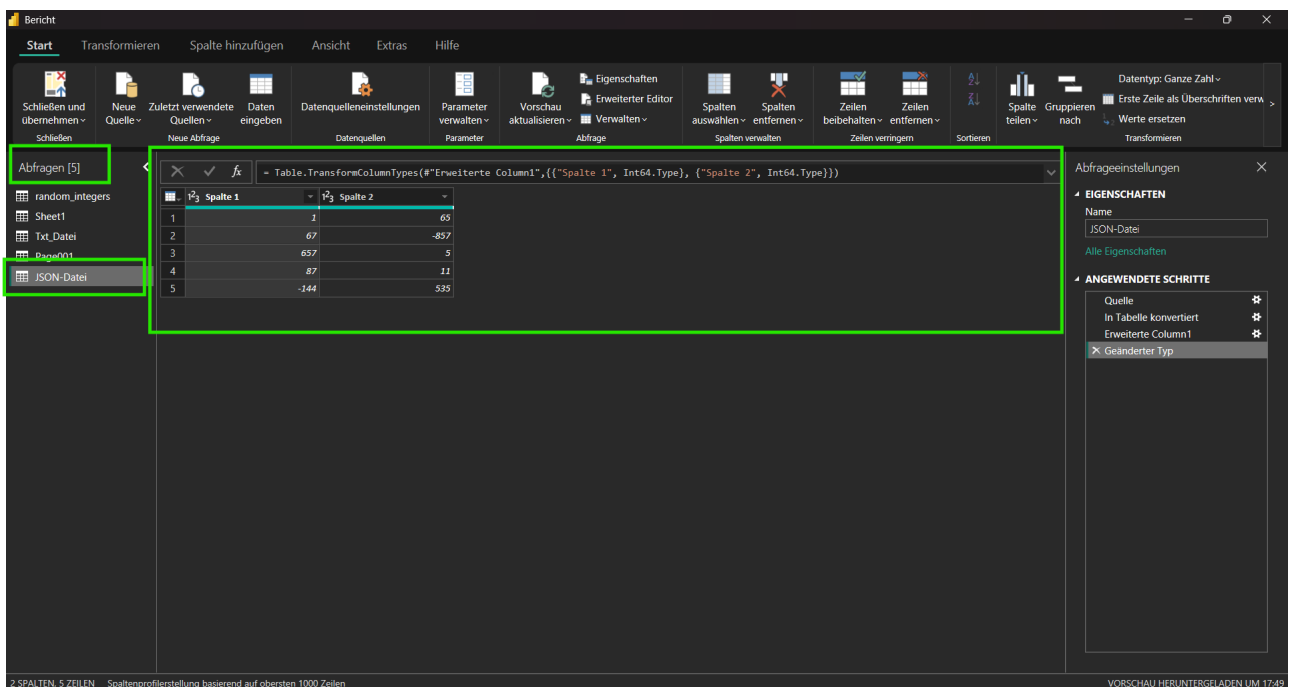 Bericht
Start Transformieren Spalte hinzufügen Ansicht Extras Hilfe
Schließen und übernehmen
Neue Quelle
Zuletzt verwendete Quellen
Daten eingeben
Datenquelleneinstellungen
Parameter verwalten
Vorschau aktualisieren
Eigenschaften
Erweiterter Editor
Verwalten
Spalten auswählen
Spalten entfernen
Zeilen beibehalten
Zeilen entfernen
Spalte teilen
Gruppieren nach
Datentyp: Ganze Zahl
Erste Zeile als Überschriften verw
Werte ersetzen
Schließen Neue Abfrage Datenquellen Parameter Abfrage Spalten verwalten Zeilen verringern Sortieren Transformieren
Abfragen [5]
random_integers
Sheet1
Txt_Datei
Page001
JSON-Datei
fx = Table.TransformColumnTypes(#"Erweiterte Column1",{{"Spalte 1", Int64.Type}, {"Spalte 2", Int64.Type}})
1²3 Spalte 1 1²3 Spalte 2
1 1 65
2 67 -857
3 657 5
4 87 11
5 -144 535
Abfrageeinstellungen
EIGENSCHAFTEN
Name
JSON-Datei
Alle Eigenschaften
ANGEWENDETE SCHRITTE
Quelle
In Tabelle konvertiert
Erweiterte Column1
Geänderter Typ
2 SPALTEN, 5 ZEILEN Spaltenprofilerstellung basierend auf obersten 1000 Zeilen
VORSCHAU HERUNTERGELADEN UM 17:49